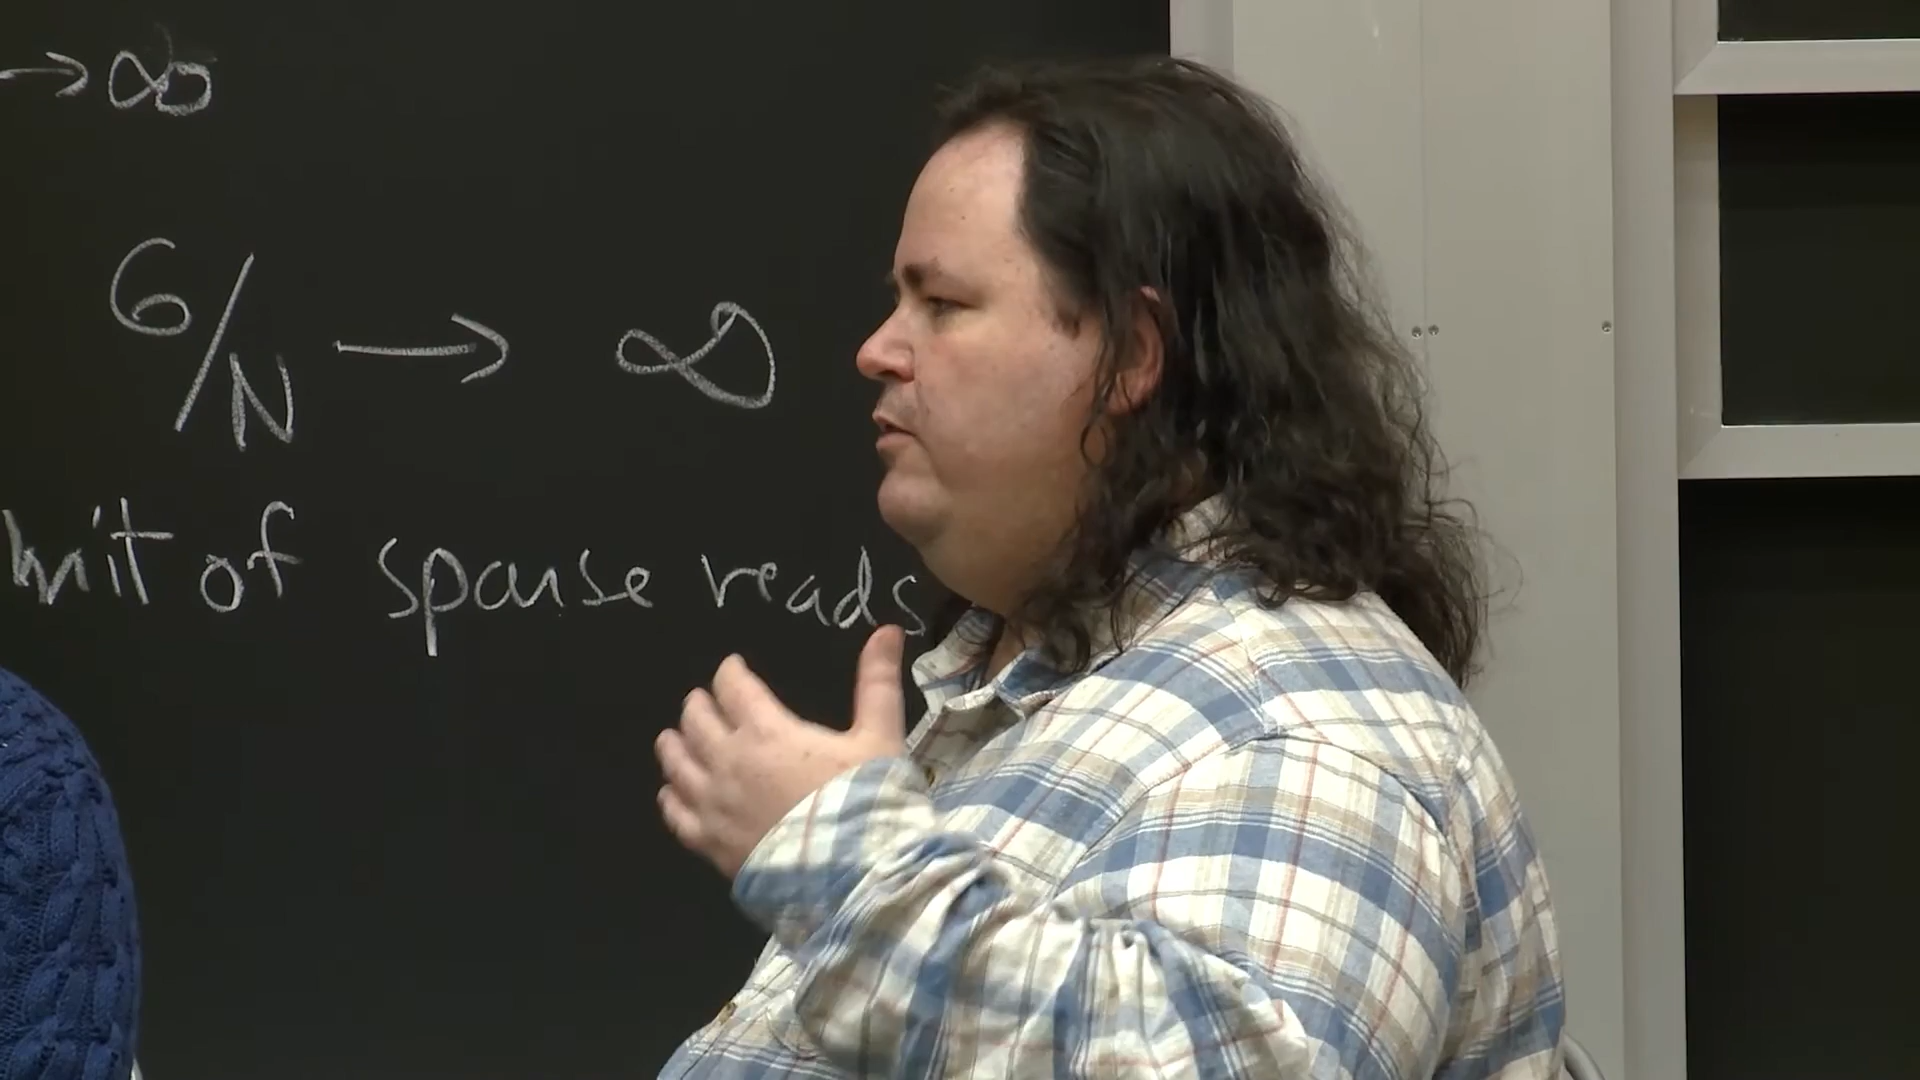 → ∞
G/N → ∞
mit of sparse reads